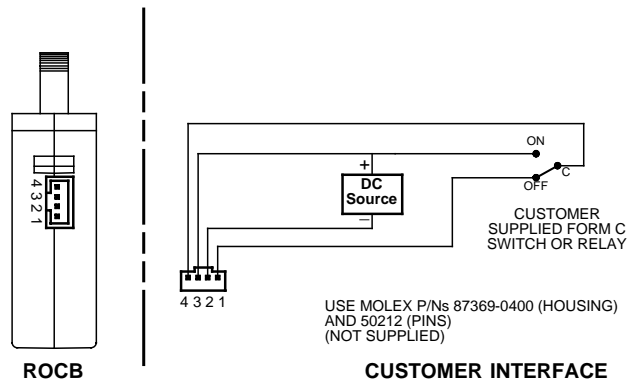 4 3 2 1
ROCB
ON
C
OFF
+
DC
Source
–
CUSTOMER
SUPPLIED FORM C
SWITCH OR RELAY
4 3 2 1
USE MOLEX P/Ns 87369-0400 (HOUSING)
AND 50212 (PINS)
(NOT SUPPLIED)
CUSTOMER INTERFACE